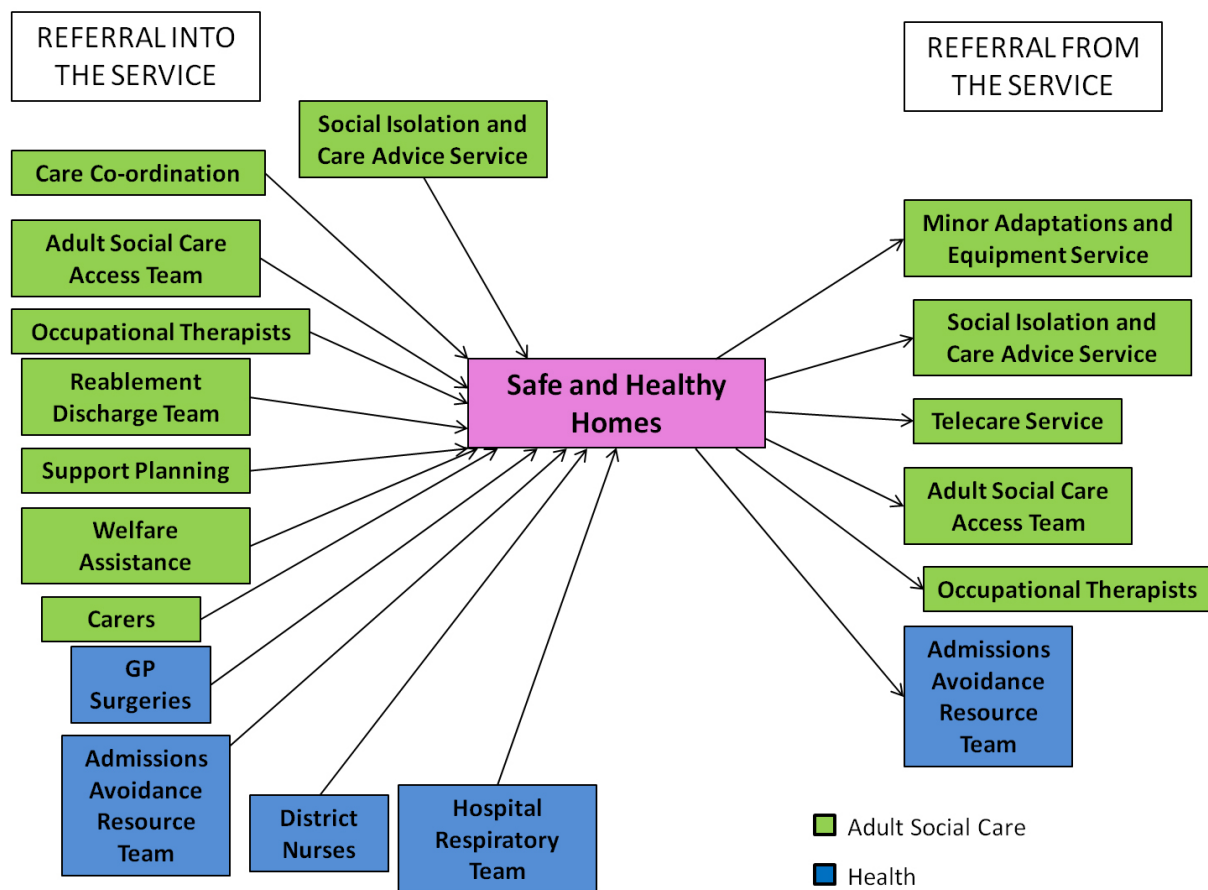 REFERRAL INTO
THE SERVICE
REFERRAL FROM
THE SERVICE
Social Isolation and
Care Advice Service
Care Co-ordination
Adult Social Care
Access Team
Occupational Therapists
Reablement
Discharge Team
Support Planning
Welfare
Assistance
Carers
GP
Surgeries
Admissions
Avoidance
Resource
Team
District
Nurses
Hospital
Respiratory
Team
Safe and Healthy
Homes
Minor Adaptations and
Equipment Service
Social Isolation and
Care Advice Service
Telecare Service
Adult Social Care
Access Team
Occupational Therapists
Admissions
Avoidance
Resource
Team
Adult Social Care
Health